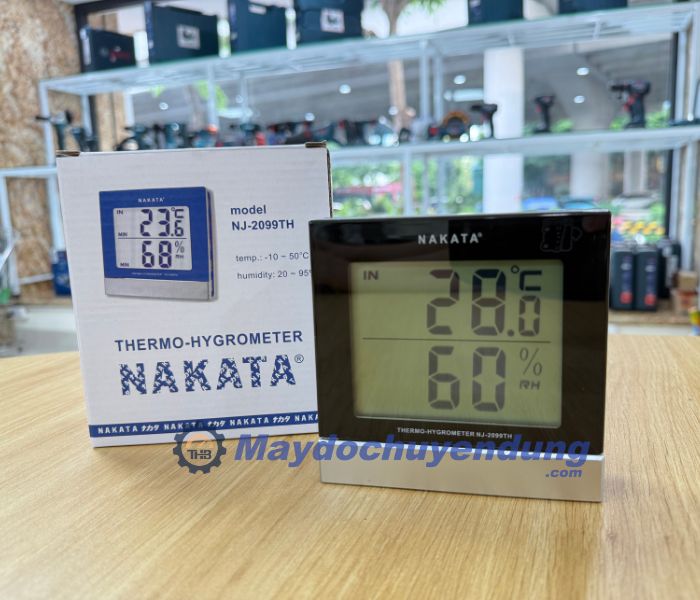 NAKATA®
IN
23.6°C
MIN
68%
RH
MIN
model
NJ-2099TH
temp.: -10 ~ 50°C
humidity: 20 ~ 95%
THERMO-HYGROMETER
NAKATA®
NAKATA ナカタ NAKATA ナカタ NAKATA ナカタ NAKATA
NAKATA®
IN
28.0°C
60%
RH
THERMO-HYGROMETER NJ-2099TH
THB
Maydochuyendung
.com